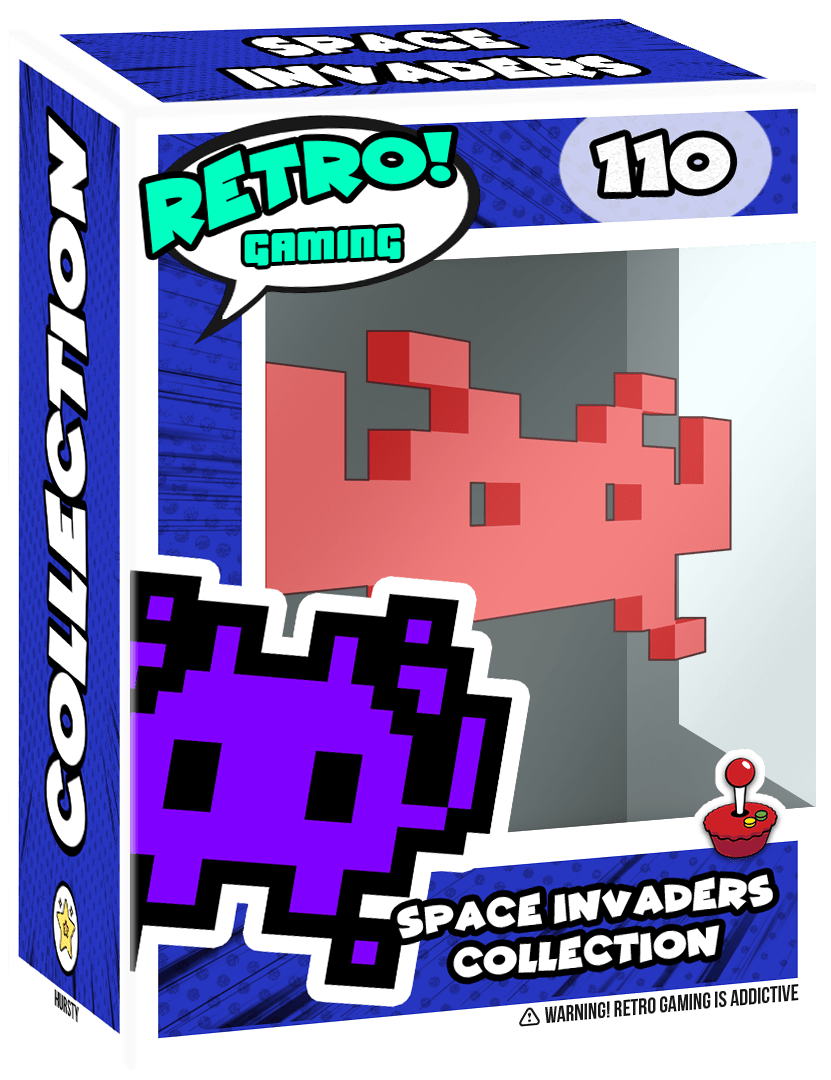 SPACE
INVADERS
RETRO!
GAMING
110
COLLECTION
SPACE INVADERS
COLLECTION
HURSTY
WARNING! RETRO GAMING IS ADDICTIVE